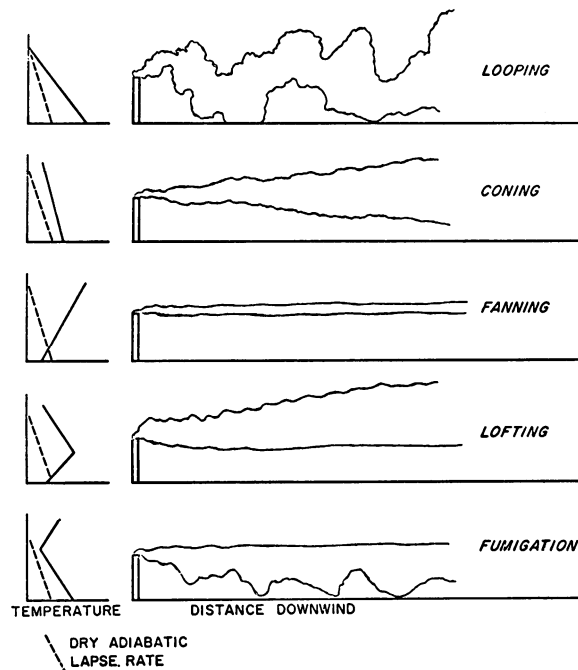 LOOPING
CONING
FANNING
LOFTING
FUMIGATION
TEMPERATURE DISTANCE DOWNWIND
DRY ADIABATIC
LAPSE RATE